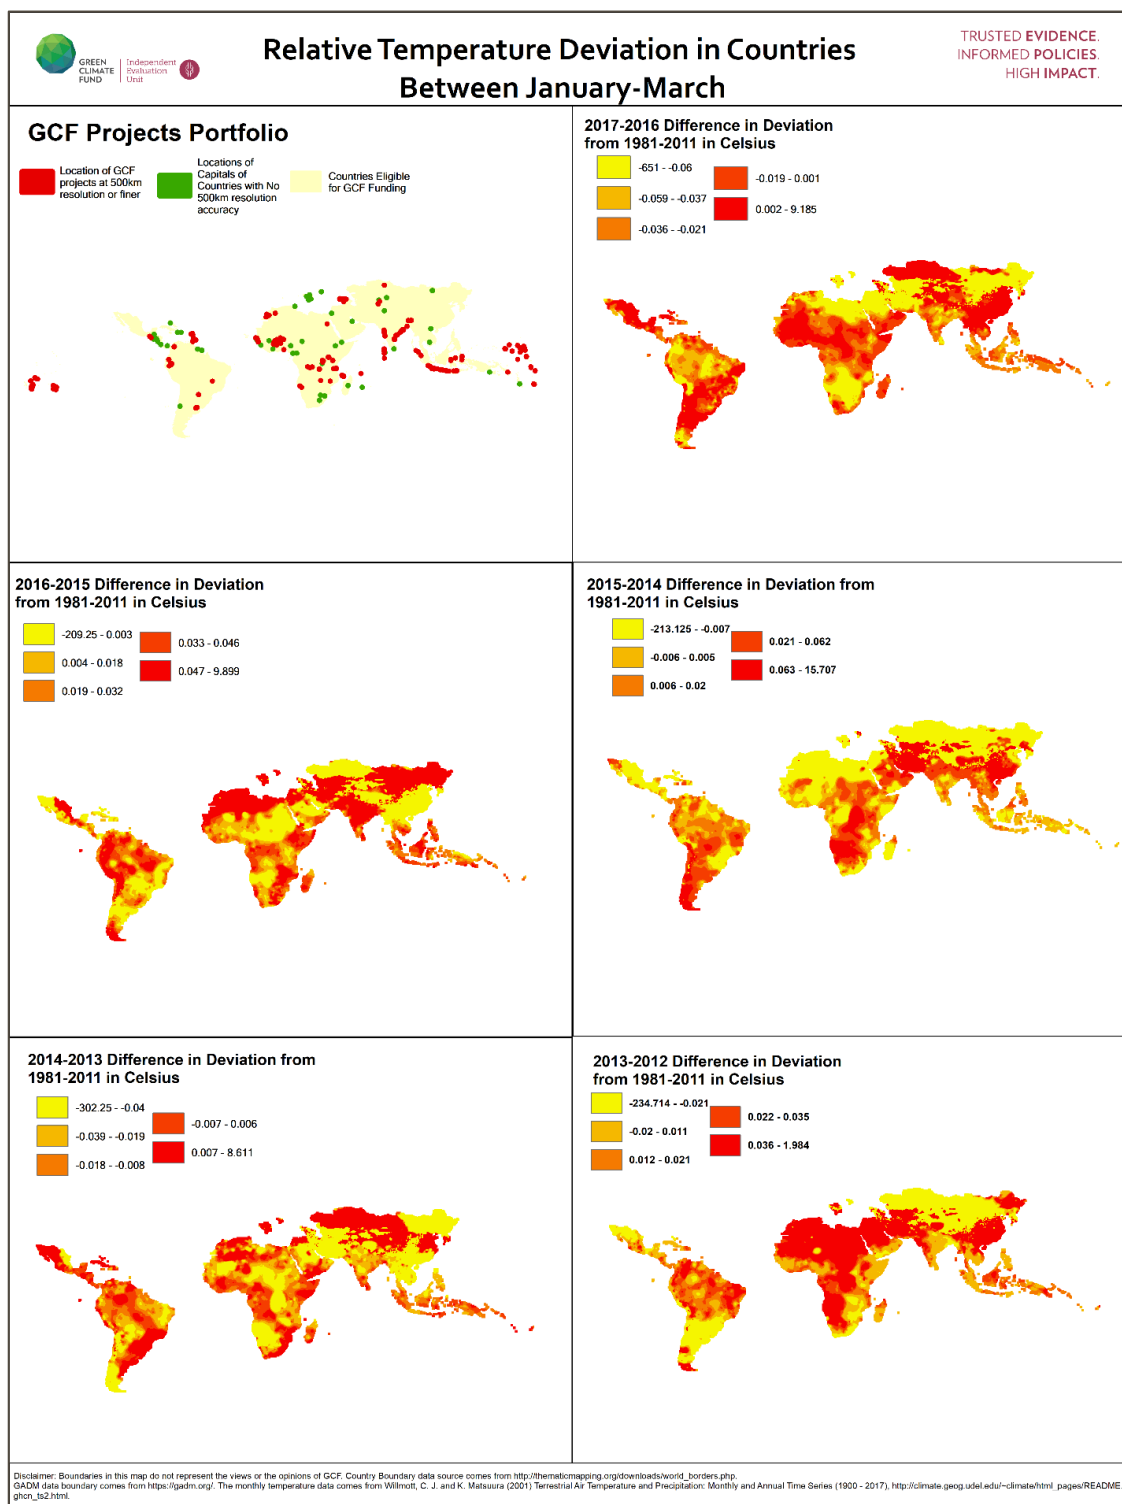 GREEN
CLIMATE
FUND
Independent
Evaluation
Unit
Relative Temperature Deviation in Countries
Between January-March
TRUSTED EVIDENCE.
INFORMED POLICIES.
HIGH IMPACT.
GCF Projects Portfolio
Location of GCF
projects at 500km
resolution or finer
Locations of
Capitals of
Countries with No
500km resolution
accuracy
Countries Eligible
for GCF Funding
2017-2016 Difference in Deviation
from 1981-2011 in Celsius
-651 - -0.06
-0.059 - -0.037
-0.036 - -0.021
-0.019 - 0.001
0.002 - 9.185
2016-2015 Difference in Deviation
from 1981-2011 in Celsius
-209.25 - 0.003
0.004 - 0.018
0.019 - 0.032
0.033 - 0.046
0.047 - 9.899
2015-2014 Difference in Deviation from
1981-2011 in Celsius
-213.125 - -0.007
-0.006 - 0.005
0.006 - 0.02
0.021 - 0.062
0.063 - 15.707
2014-2013 Difference in Deviation from
1981-2011 in Celsius
-302.25 - -0.04
-0.039 - -0.019
-0.018 - -0.008
-0.007 - 0.006
0.007 - 8.611
2013-2012 Difference in Deviation
from 1981-2011 in Celsius
-234.714 - -0.021
-0.02 - 0.011
0.012 - 0.021
0.022 - 0.035
0.036 - 1.984
Disclaimer: Boundaries in this map do not represent the views or the opinions of GCF. Country Boundary data source comes from http://thematicmapping.org/downloads/world_borders.php.
GADM data boundary comes from https://gadm.org/. The monthly temperature data comes from Willmott, C. J. and K. Matsuura (2001) Terrestrial Air Temperature and Precipitation: Monthly and Annual Time Series (1900 - 2017), http://climate.geog.udel.edu/~climate/html_pages/README.
ghcn_ts2.html.